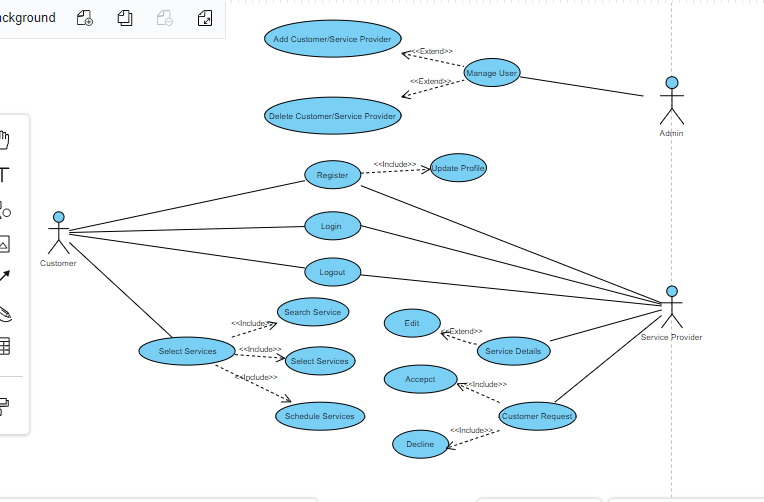 ckground
Add Customer/Service Provider
<<Extend>>
Manage User
<<Extend>>
Delete Customer/Service Provider
Admin
<<Include>>
Register
Update Profile
Login
Customer
Logout
Search Service
<<Include>>
Edit
<<Extend>>
Service Provider
Select Services
<<Include>>
Select Services
Service Details
<<Include>>
Accepct
<<Include>>
Schedule Services
Customer Request
<<Include>>
Decline